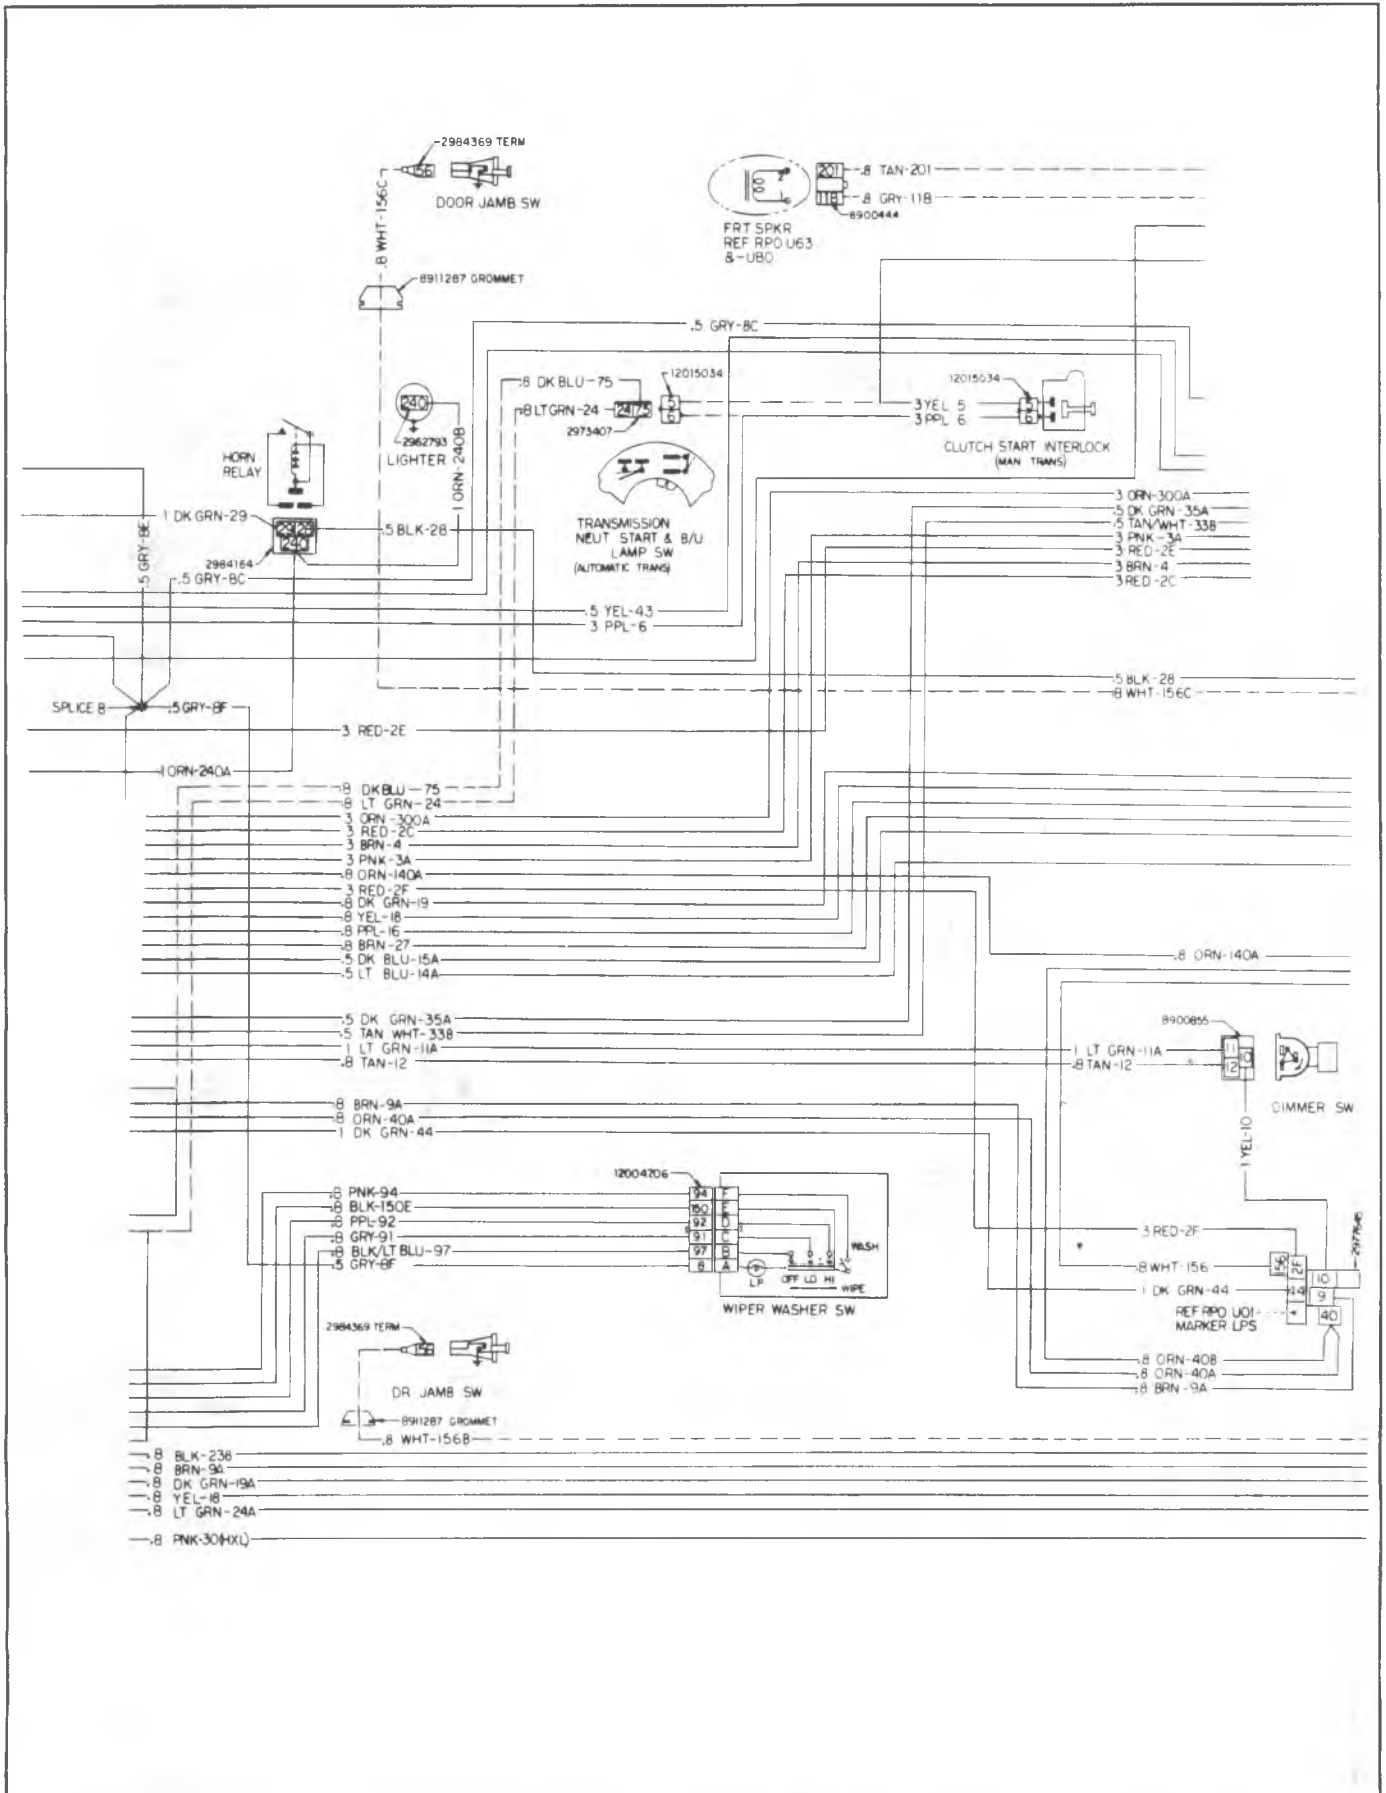 2984369 TERM
56
DOOR JAMB SW
.8 WHT-156C
8911287 GROMMET
201
.8 TAN-201
11B
.8 GRY-11B
8900444
2
FRT SPKR
REF RPO U63
&-UB0
.5 GRY-8C
.8 DK BLU-75
12015034
.8 LT GRN-24
24 75
5
6
2973407
12015034
3 YEL 5
3 PPL 6
5
6
CLUTCH START INTERLOCK
(MAN TRANS)
240
2962793
LIGHTER
1 ORN-240B
HORN
RELAY
TRANSMISSION
NEUT START & B/U
LAMP SW
(AUTOMATIC TRANS)
1 DK GRN-29
29 28
240
.5 BLK-28
2984164
.5 GRY-8E
.5 GRY-8C
3 ORN-300A
.5 DK GRN-35A
.5 TAN/WHT-33B
3 PNK-3A
3 RED-2E
3 BRN-4
3 RED-2C
.5 YEL-43
3 PPL-6
.5 BLK-28
.8 WHT-156C
SPLICE 8
.5 GRY-8F
3 RED-2E
1 ORN-240A
.8 DKBLU-75
.8 LT GRN-24
3 ORN-300A
3 RED-2C
3 BRN-4
3 PNK-3A
.8 ORN-140A
3 RED-2F
.8 DK GRN-19
.8 YEL-18
.8 PPL-16
.8 BRN-27
.5 DK BLU-15A
.5 LT BLU-14A
.8 ORN-140A
.5 DK GRN-35A
.5 TAN WHT-33B
1 LT GRN-11A
.8 TAN-12
8900855
1 LT GRN-11A
.8 TAN-12
11
10
12
DIMMER SW
1 YEL-10
.8 BRN-9A
.8 ORN-40A
1 DK GRN-44
12004706
.8 PNK-94
.8 BLK-150E
.8 PPL-92
.8 GRY-91
.8 BLK/LT BLU-97
.5 GRY-8F
94 F
150 E
92 D
91 C
97 B
8 A
LP
OFF LO HI
WASH
WIPE
WIPER WASHER SW
3 RED-2F
.8 WHT-156
1 DK GRN-44
REF RPO U01
MARKER LPS
156
2F
44
10
9
40
2977645
.8 ORN-40B
.8 ORN-40A
.8 BRN-9A
2984369 TERM
156
DR JAMB SW
8911287 GROMMET
.8 WHT-156B
.8 BLK-238
.8 BRN-9A
.8 DK GRN-19A
.8 YEL-18
.8 LT GRN-24A
.8 PNK-30(HXL)